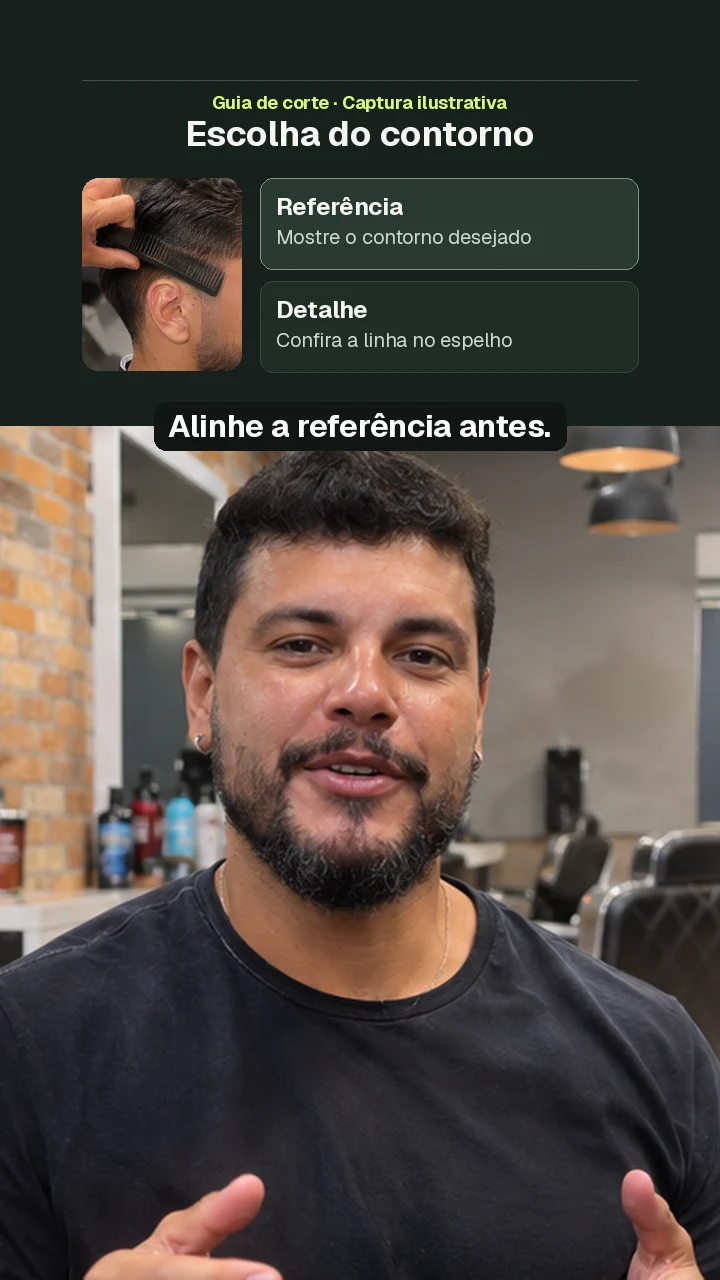 Guia de corte · Captura ilustrativa
Escolha do contorno
Referência
Mostre o contorno desejado
Detalhe
Confira a linha no espelho
Alinhe a referência antes.